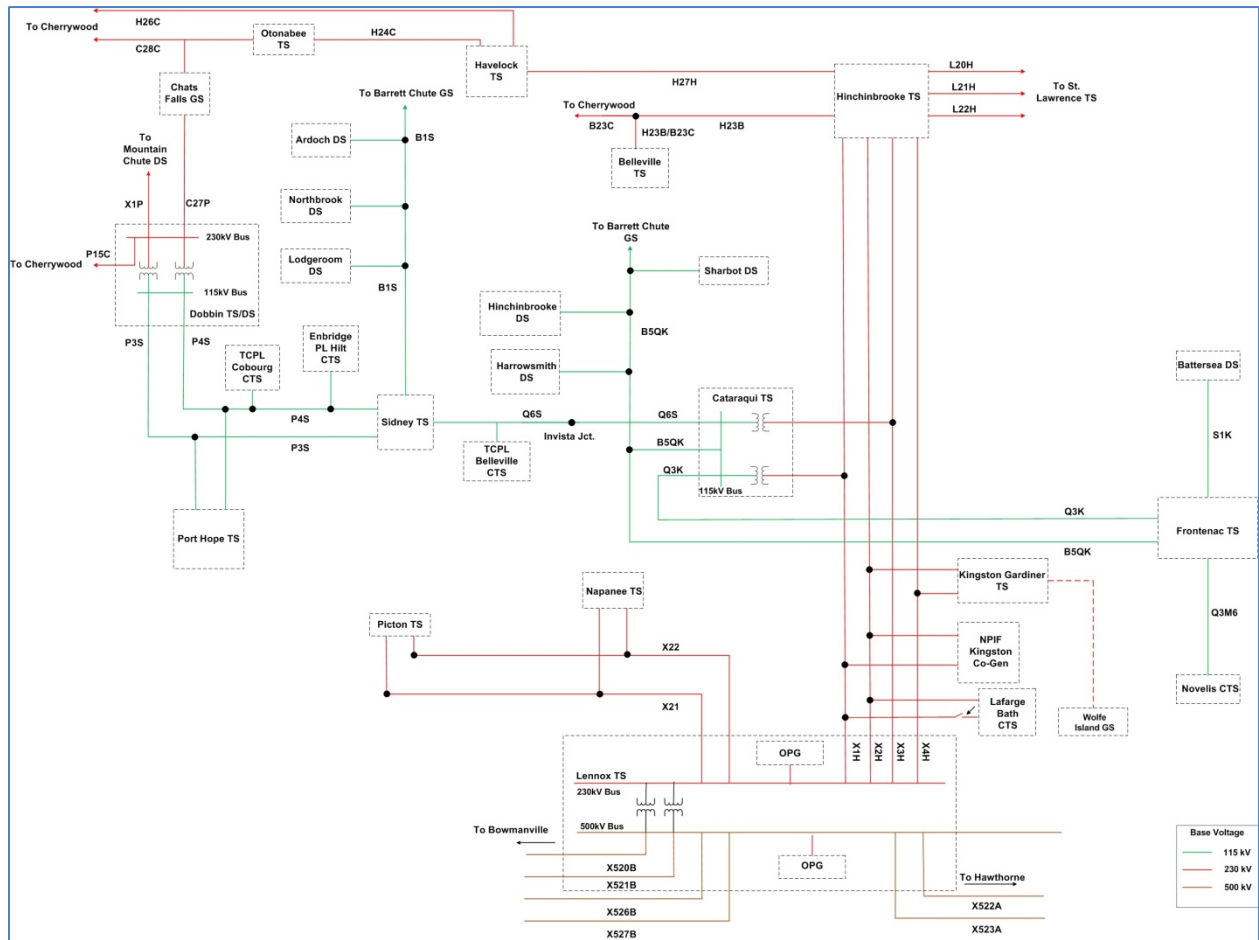 H26C
To Cherrywood
Otonabee
TS
H24C
C28C
Havelock
TS
Chats
Falls GS
H27H
Hinchinbrooke TS
L20H
L21H
L22H
To St.
Lawrence TS
To Barrett Chute GS
To Cherrywood
B23C
H23B/B23C
H23B
Belleville
TS
To
Mountain
Chute DS
Ardoch DS
B1S
Northbrook
DS
X1P
C27P
230kV Bus
P15C
To Cherrywood
115kV Bus
Dobbin TS/DS
Lodgeroom
DS
B1S
To Barrett Chute
GS
Sharbot DS
Hinchinbrooke
DS
B5QK
Harrowsmith
DS
P3S
P4S
TCPL
Cobourg
CTS
Enbridge
PL Hilt
CTS
P4S
P3S
Sidney TS
Q6S
Invista Jct.
Q6S
TCPL
Belleville
CTS
Cataraqui TS
B5QK
Q3K
115kV Bus
Port Hope TS
Battersea DS
S1K
Q3K
Frontenac TS
B5QK
Kingston Gardiner
TS
Q3M6
NPIF
Kingston
Co-Gen
Novelis CTS
Lafarge
Bath
CTS
Wolfe
Island GS
Napanee TS
Picton TS
X22
X21
X1H
X2H
X3H
X4H
OPG
Lennox TS
230kV Bus
500kV Bus
To Bowmanville
OPG
X520B
X521B
X526B
X527B
To Hawthorne
X522A
X523A
Base Voltage
115 kV
230 kV
500 kV